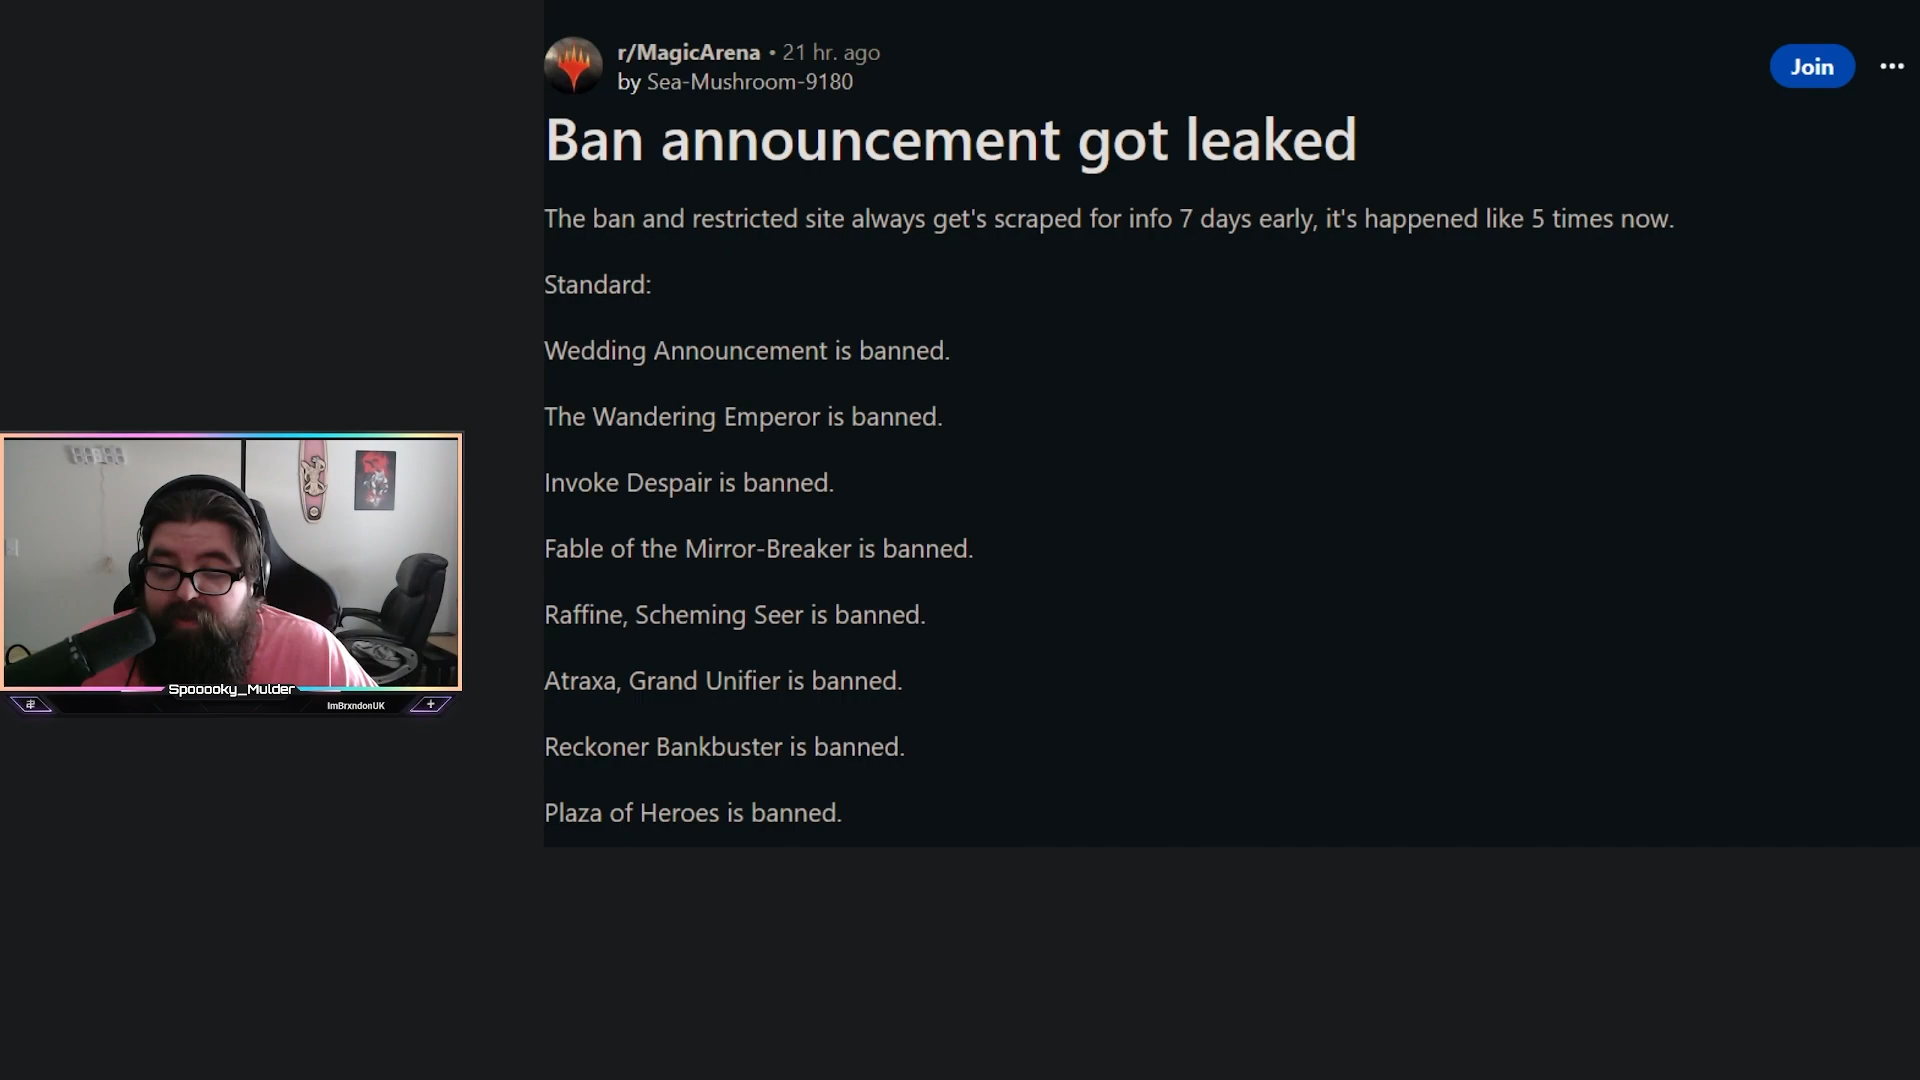 r/MagicArena • 21 hr. ago
by Sea-Mushroom-9180
Join
Ban announcement got leaked
The ban and restricted site always get's scraped for info 7 days early, it's happened like 5 times now.
Standard:
Wedding Announcement is banned.
The Wandering Emperor is banned.
Invoke Despair is banned.
Fable of the Mirror-Breaker is banned.
Raffine, Scheming Seer is banned.
Atraxa, Grand Unifier is banned.
Reckoner Bankbuster is banned.
Plaza of Heroes is banned.
Spooooky_Mulder
ImBrxndonUK